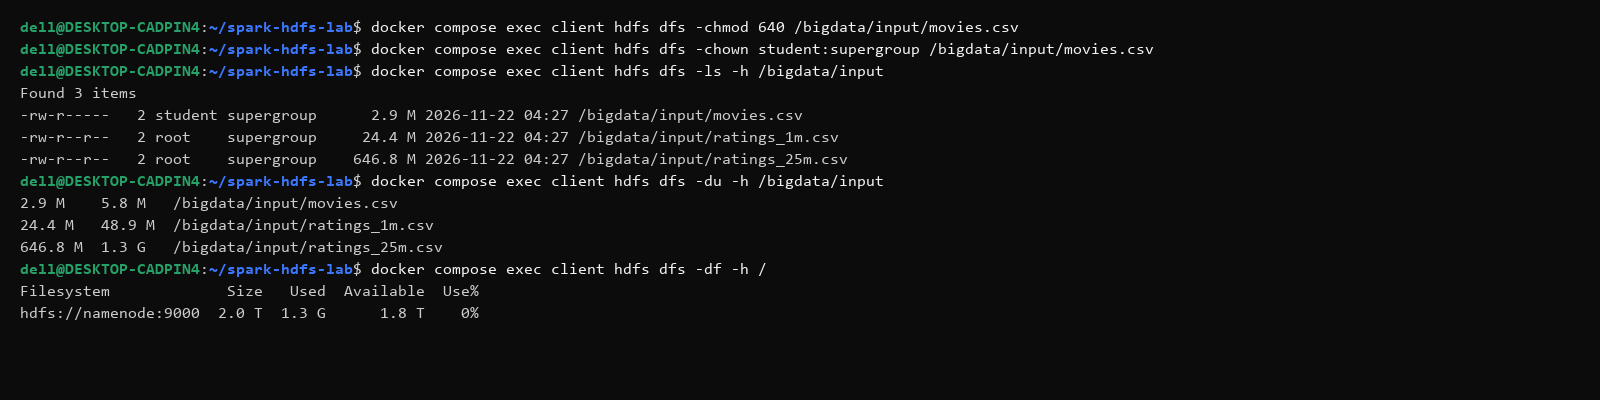 dell@DESKTOP-CADPIN4:~/spark-hdfs-lab$ docker compose exec client hdfs dfs -chmod 640 /bigdata/input/movies.csv
dell@DESKTOP-CADPIN4:~/spark-hdfs-lab$ docker compose exec client hdfs dfs -chown student:supergroup /bigdata/input/movies.csv
dell@DESKTOP-CADPIN4:~/spark-hdfs-lab$ docker compose exec client hdfs dfs -ls -h /bigdata/input
Found 3 items
-rw-r-----   2 student supergroup      2.9 M 2026-11-22 04:27 /bigdata/input/movies.csv
-rw-r--r--   2 root    supergroup     24.4 M 2026-11-22 04:27 /bigdata/input/ratings_1m.csv
-rw-r--r--   2 root    supergroup    646.8 M 2026-11-22 04:27 /bigdata/input/ratings_25m.csv
dell@DESKTOP-CADPIN4:~/spark-hdfs-lab$ docker compose exec client hdfs dfs -du -h /bigdata/input
2.9 M    5.8 M   /bigdata/input/movies.csv
24.4 M   48.9 M  /bigdata/input/ratings_1m.csv
646.8 M  1.3 G   /bigdata/input/ratings_25m.csv
dell@DESKTOP-CADPIN4:~/spark-hdfs-lab$ docker compose exec client hdfs dfs -df -h /
Filesystem             Size   Used  Available  Use%
hdfs://namenode:9000  2.0 T  1.3 G      1.8 T    0%